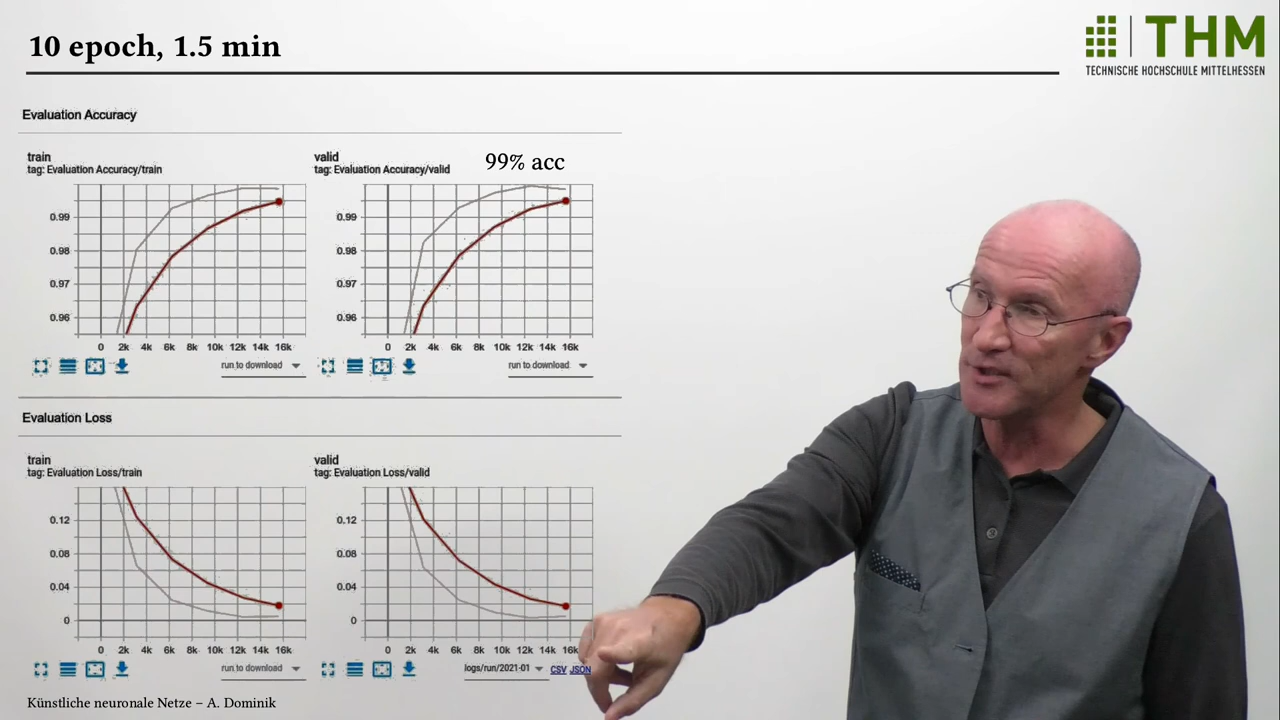 10 epoch, 1.5 min
THM
TECHNISCHE HOCHSCHULE MITTELHESSEN
Evaluation Accuracy
train
tag: Evaluation Accuracy/train
0.99
0.98
0.97
0.96
0 2k 4k 6k 8k 10k 12k 14k 16k
run to download
valid
tag: Evaluation Accuracy/valid
99% acc
0.99
0.98
0.97
0.96
0 2k 4k 6k 8k 10k 12k 14k 16k
run to download
Evaluation Loss
train
tag: Evaluation Loss/train
0.12
0.08
0.04
0
0 2k 4k 6k 8k 10k 12k 14k 16k
run to download
valid
tag: Evaluation Loss/valid
0.12
0.08
0.04
0
0 2k 4k 6k 8k 10k 12k 14k 16k
logs/run/2021-01 CSV JSON
Künstliche neuronale Netze – A. Dominik